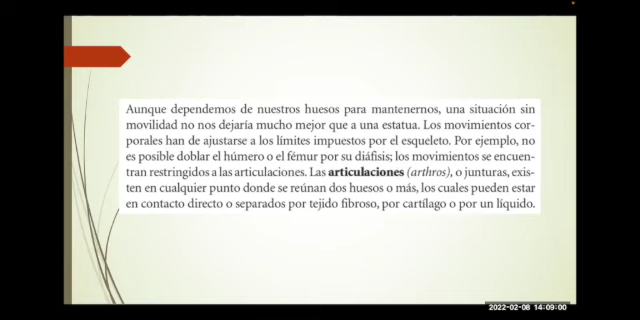 Aunque dependemos de nuestros huesos para mantenernos, una situación sin
movilidad no nos dejaría mucho mejor que a una estatua. Los movimientos cor-
porales han de ajustarse a los límites impuestos por el esqueleto. Por ejemplo, no
es posible doblar el húmero o el fémur por su diáfisis; los movimientos se encuen-
tran restringidos a las articulaciones. Las articulaciones (arthros), o junturas, exis-
ten en cualquier punto donde se reúnan dos huesos o más, los cuales pueden estar
en contacto directo o separados por tejido fibroso, por cartílago o por un líquido.
2022-02-08 14:09:00